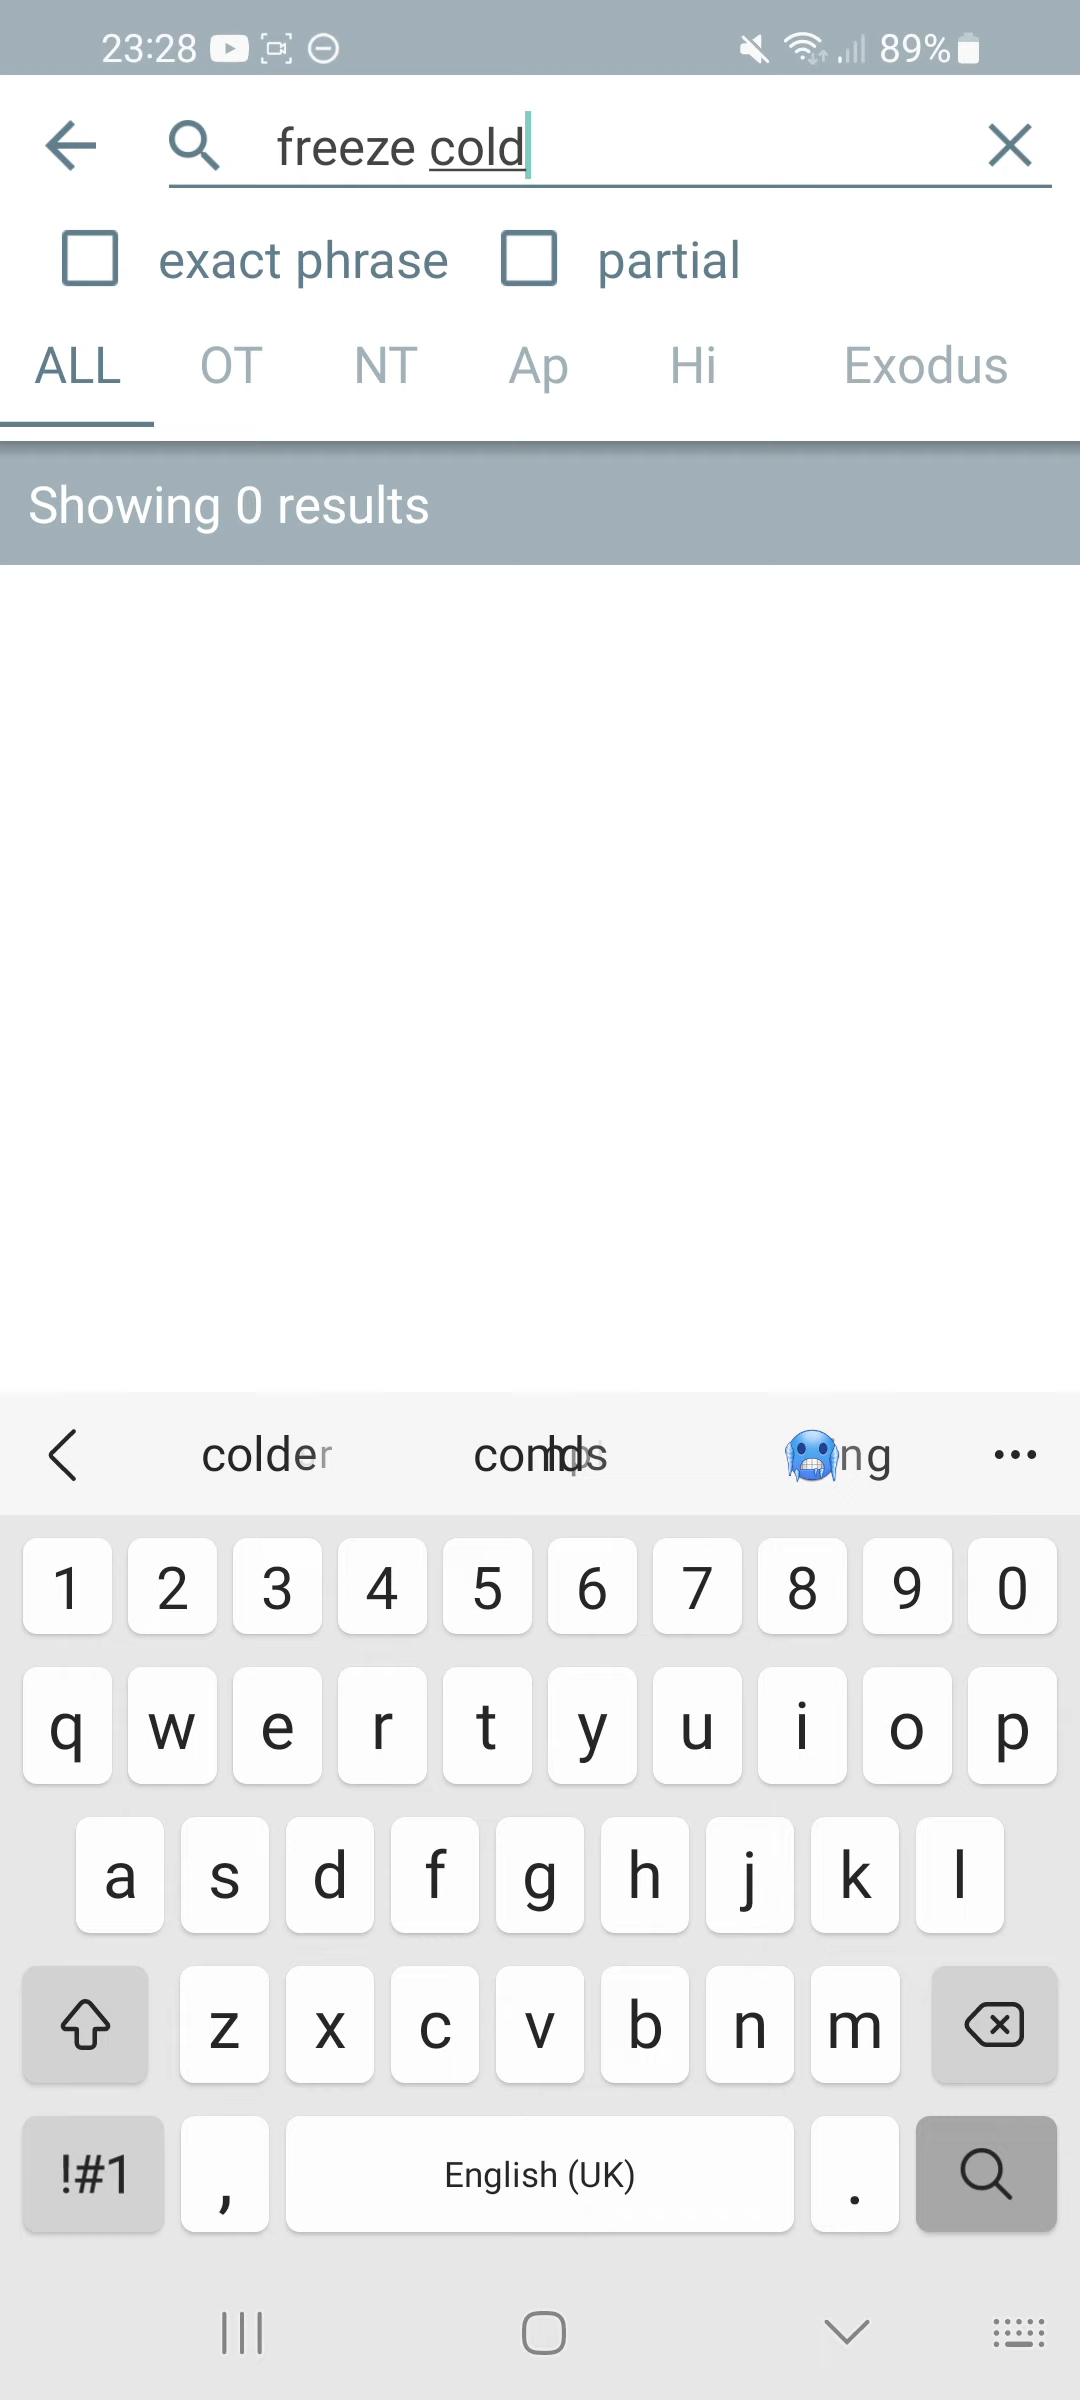 23:28 89%
freeze cold
exact phrase partial
ALL OT NT Ap Hi Exodus
Showing 0 results
colder
1 2 3 4 5 6 7 8 9 0
q w e r t y u i o p
a s d f g h j k l
z x c v b n m
!#1 , English (UK) .